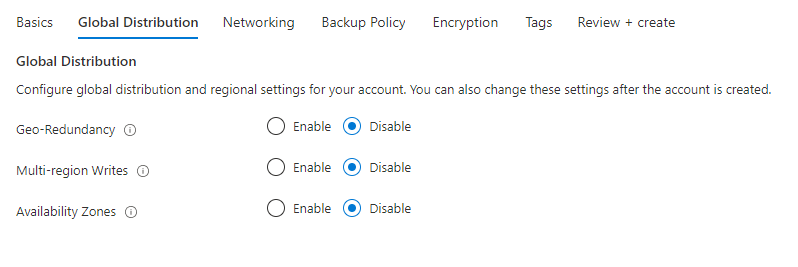 Basics Global Distribution Networking Backup Policy Encryption Tags Review + create
Global Distribution
Configure global distribution and regional settings for your account. You can also change these settings after the account is created.
Geo-Redundancy Enable Disable
Multi-region Writes Enable Disable
Availability Zones Enable Disable